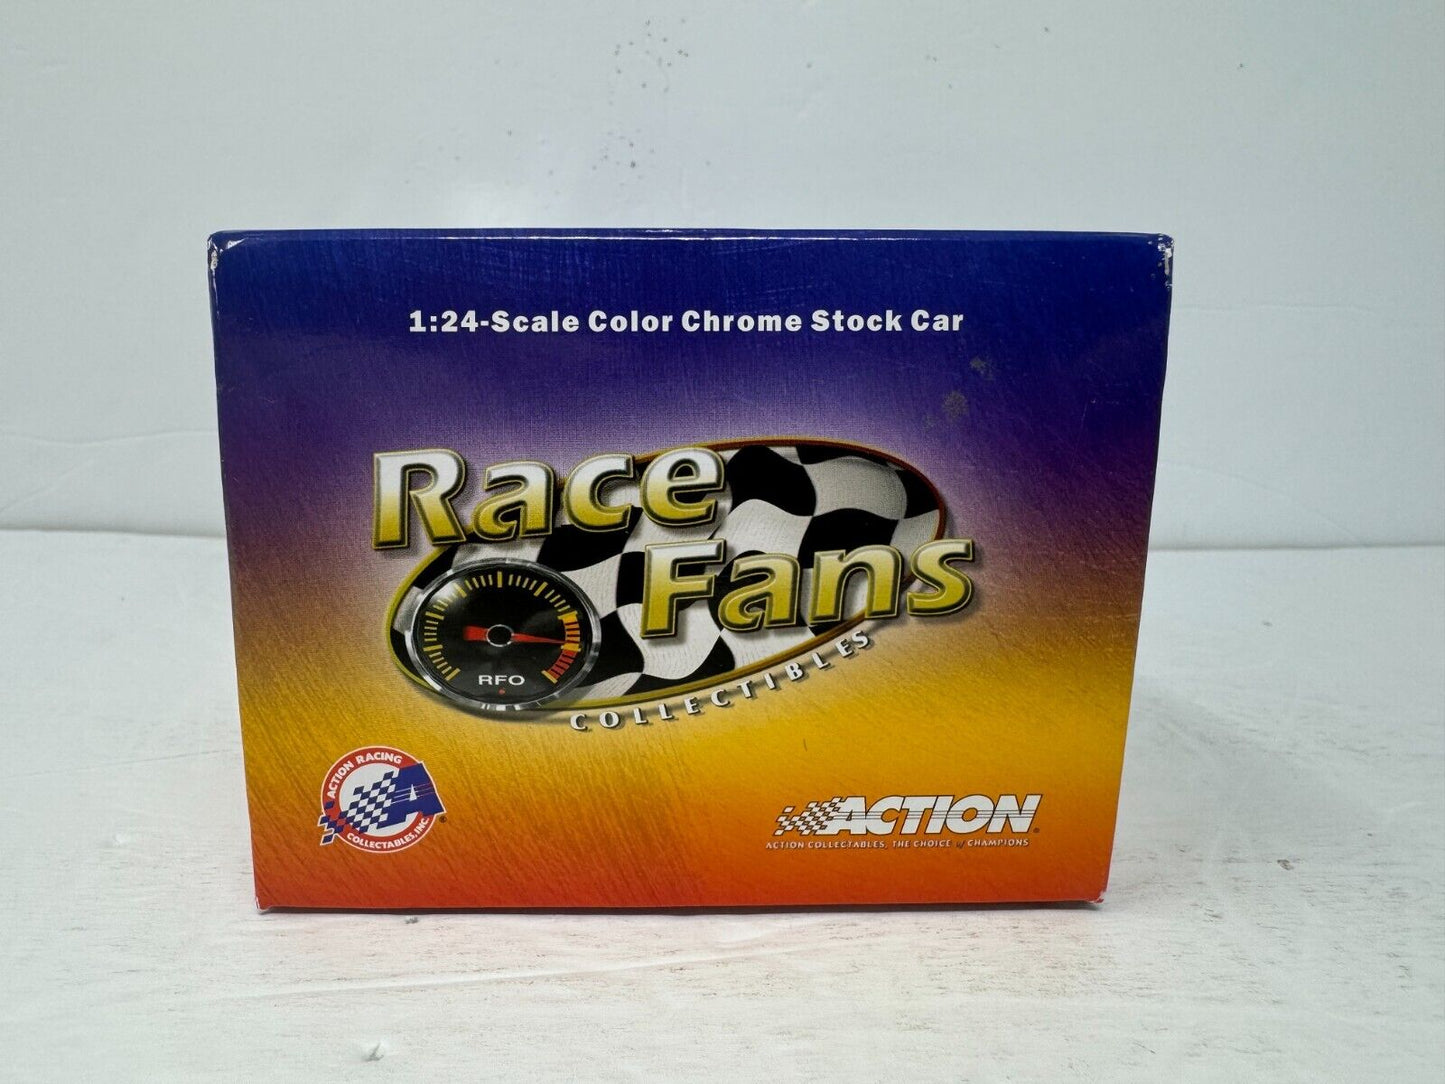 1:24-Scale Color Chrome Stock Car
Race
Fans
RFO
COLLECTIBLES
ACTION RACING
COLLECTABLES, INC.
A
®
ACTION®
ACTION COLLECTABLES, THE CHOICE of CHAMPIONS